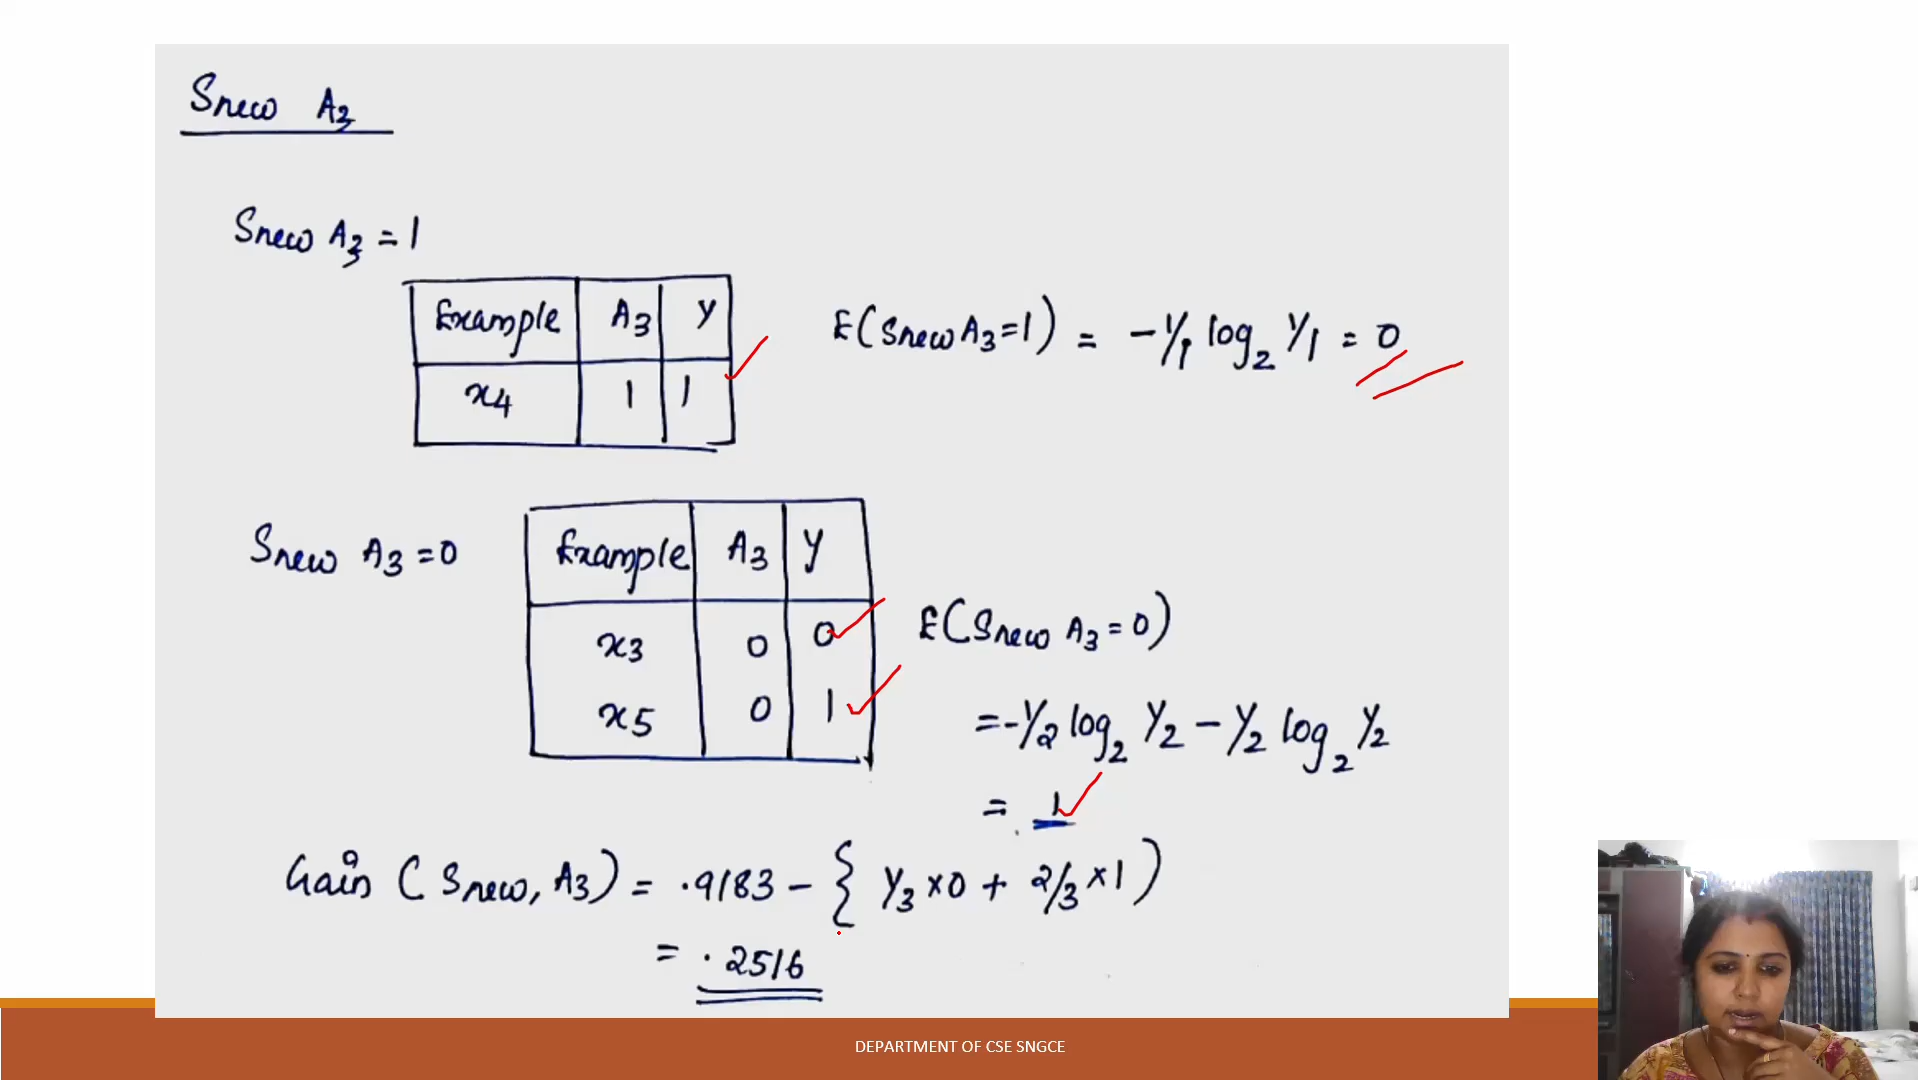 Snew A3
Snew A3 = 1
Example A3 Y
x4 1 1
E(Snew A3=1) = -1/1 log2 1/1 = 0
Snew A3 = 0
Example A3 Y
x3 0 0
x5 0 1
E(Snew A3 = 0)
= -1/2 log2 1/2 - 1/2 log2 1/2
= 1
Gain (Snew, A3) = .9183 - { 1/3 x0 + 2/3 x1 )
= .2516
DEPARTMENT OF CSE SNGCE